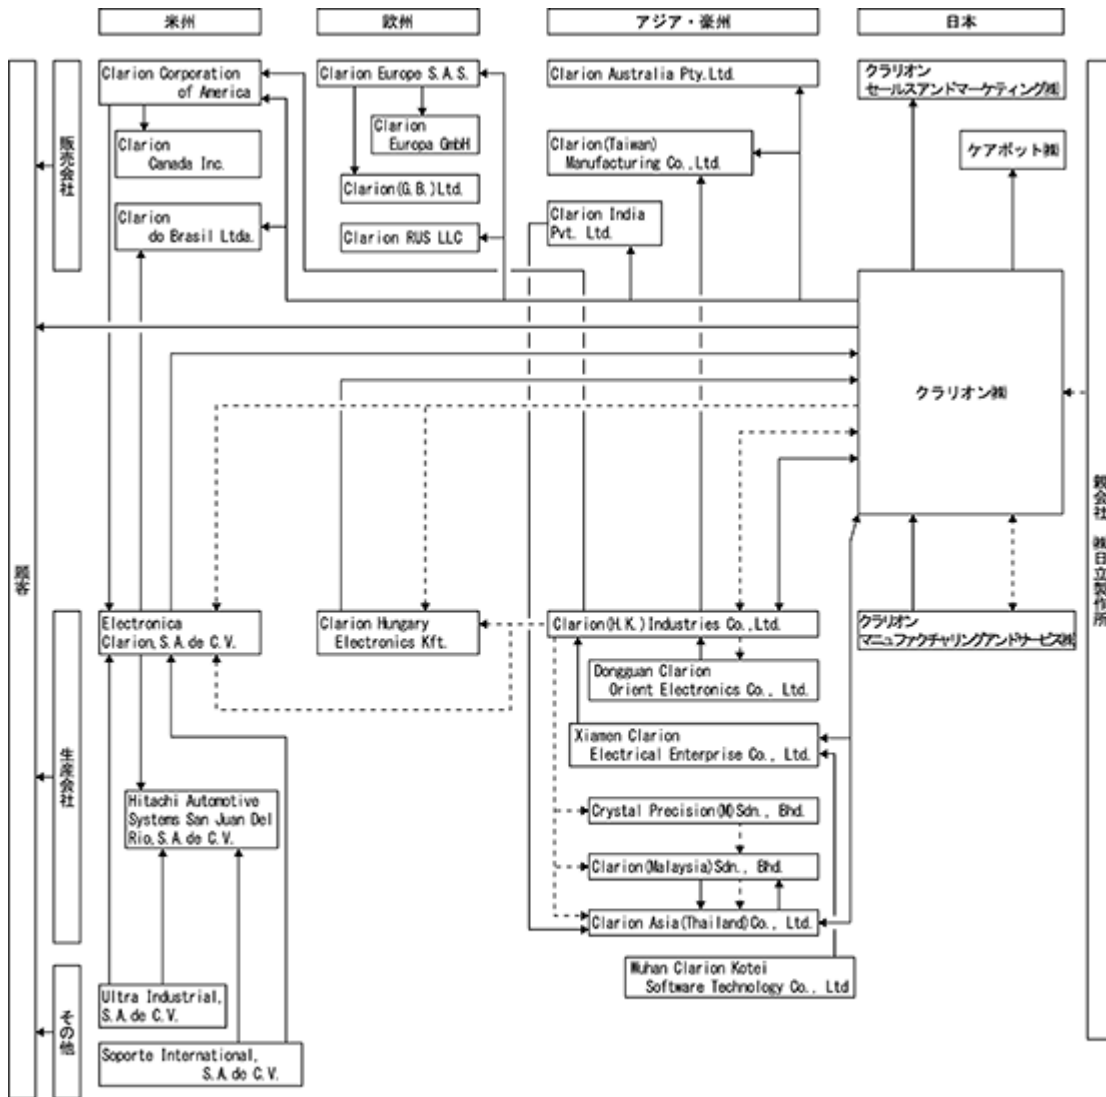 米州
欧州
アジア・豪州
日本
顧客
販売会社
Clarion Corporation
of America
Clarion
Canada Inc.
Clarion
do Brasil Ltda.
Clarion Europe S.A.S.
Clarion
Europa GmbH
Clarion(G.B.)Ltd.
Clarion RUS LLC
Clarion Australia Pty.Ltd.
Clarion(Taiwan)
Manufacturing Co.,Ltd.
Clarion India
Pvt. Ltd.
クラリオン
セールスアンドマーケティング㈱
ケアボット㈱
クラリオン㈱
親会社 ㈱日立製作所
生産会社
Electronica
Clarion,S.A.de C.V.
Hitachi Automotive
Systems San Juan Del
Rio,S.A.de C.V.
Clarion Hungary
Electronics Kft.
Clarion(H.K.)Industries Co.,Ltd.
Dongguan Clarion
Orient Electronics Co., Ltd.
Xiamen Clarion
Electrical Enterprise Co., Ltd.
Crystal Precision(M)Sdn., Bhd.
Clarion(Malaysia)Sdn., Bhd.
Clarion Asia(Thailand)Co., Ltd.
クラリオン
マニュファクチャリングアンドサービス㈱
Wuhan Clarion Kotei
Software Technology Co., Ltd
その他
Ultra Industrial,
S.A.de C.V.
Soporte International,
S.A.de C.V.